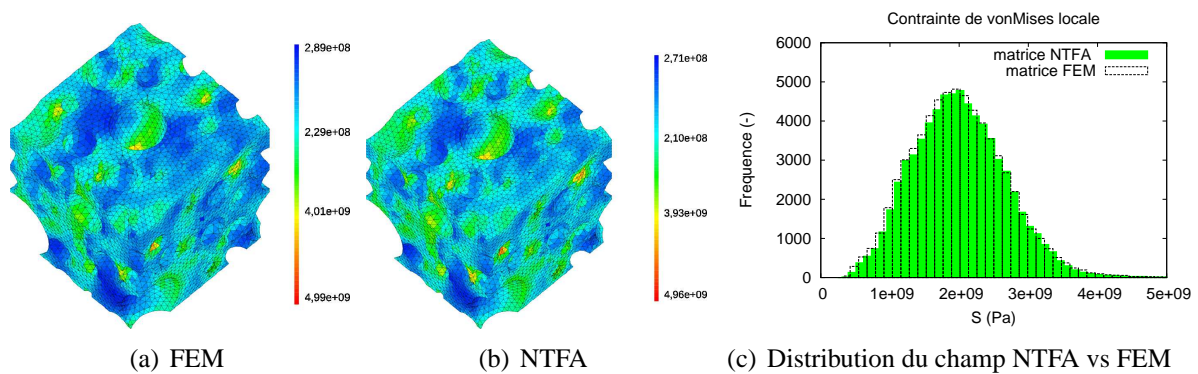 2,89e+08
2,29e+08
4,01e+09
4,99e+09
2,71e+08
2,10e+08
3,93e+09
4,96e+09
Contrainte de vonMises locale
matrice NTFA
matrice FEM
6000
5000
4000
3000
2000
1000
0
Frequence (-)
0 1e+09 2e+09 3e+09 4e+09 5e+09
S (Pa)
(a) FEM
(b) NTFA
(c) Distribution du champ NTFA vs FEM